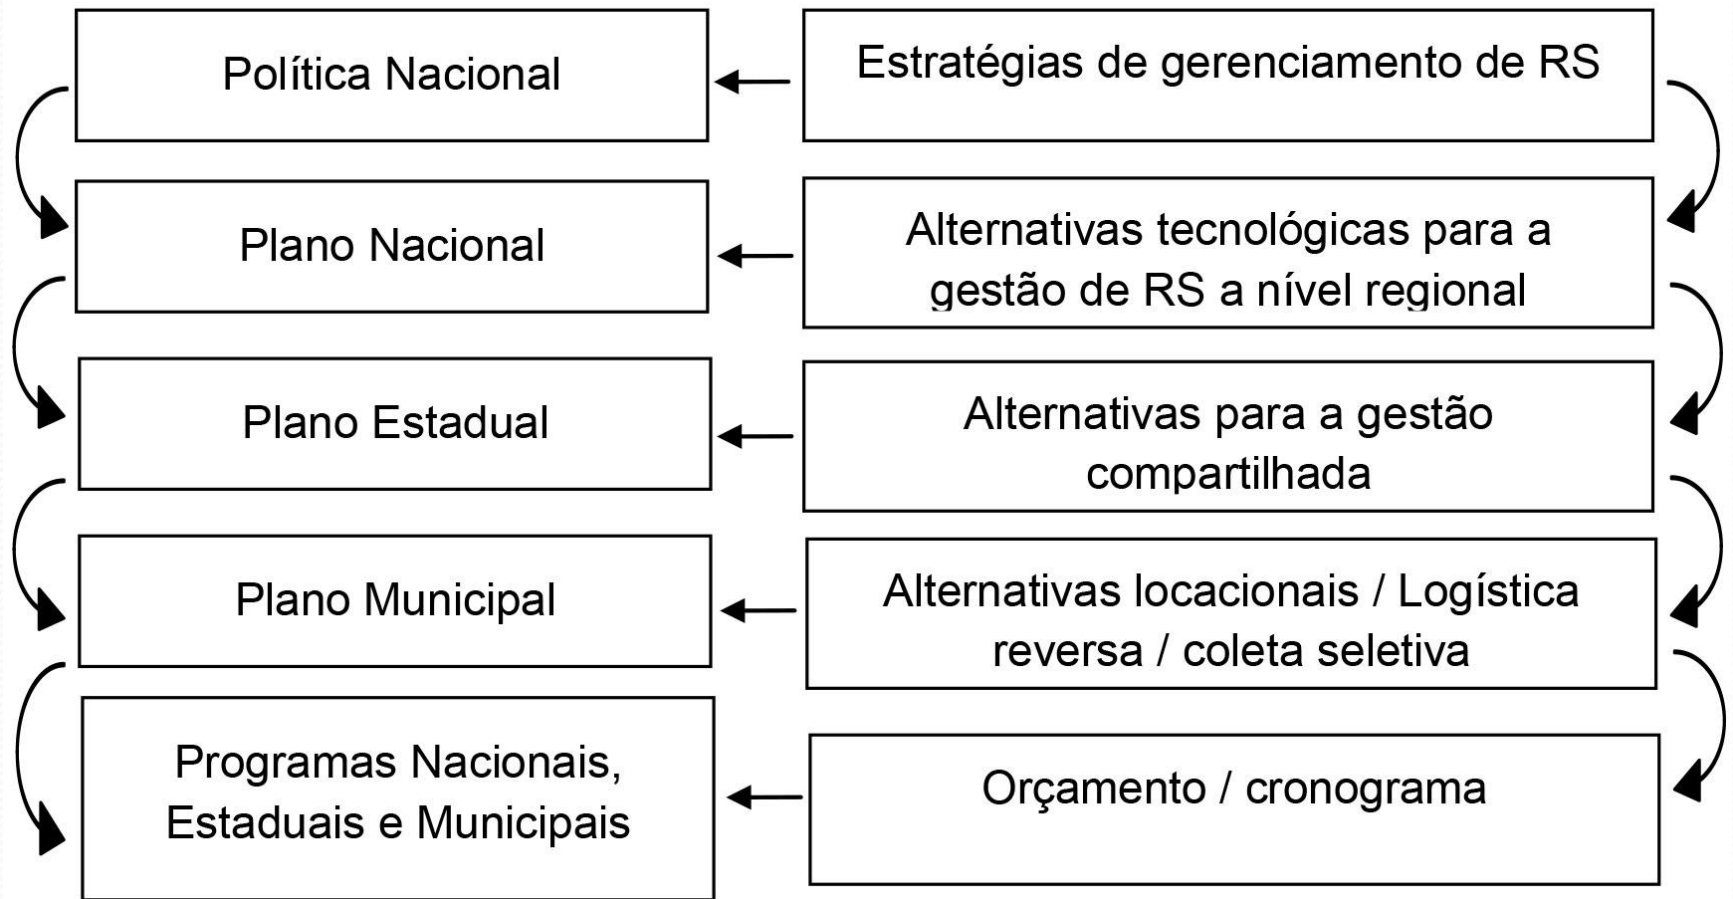 Política Nacional
Estratégias de gerenciamento de RS
Plano Nacional
Alternativas tecnológicas para a
gestão de RS a nível regional
Plano Estadual
Alternativas para a gestão
compartilhada
Plano Municipal
Alternativas locacionais / Logística
reversa / coleta seletiva
Programas Nacionais,
Estaduais e Municipais
Orçamento / cronograma